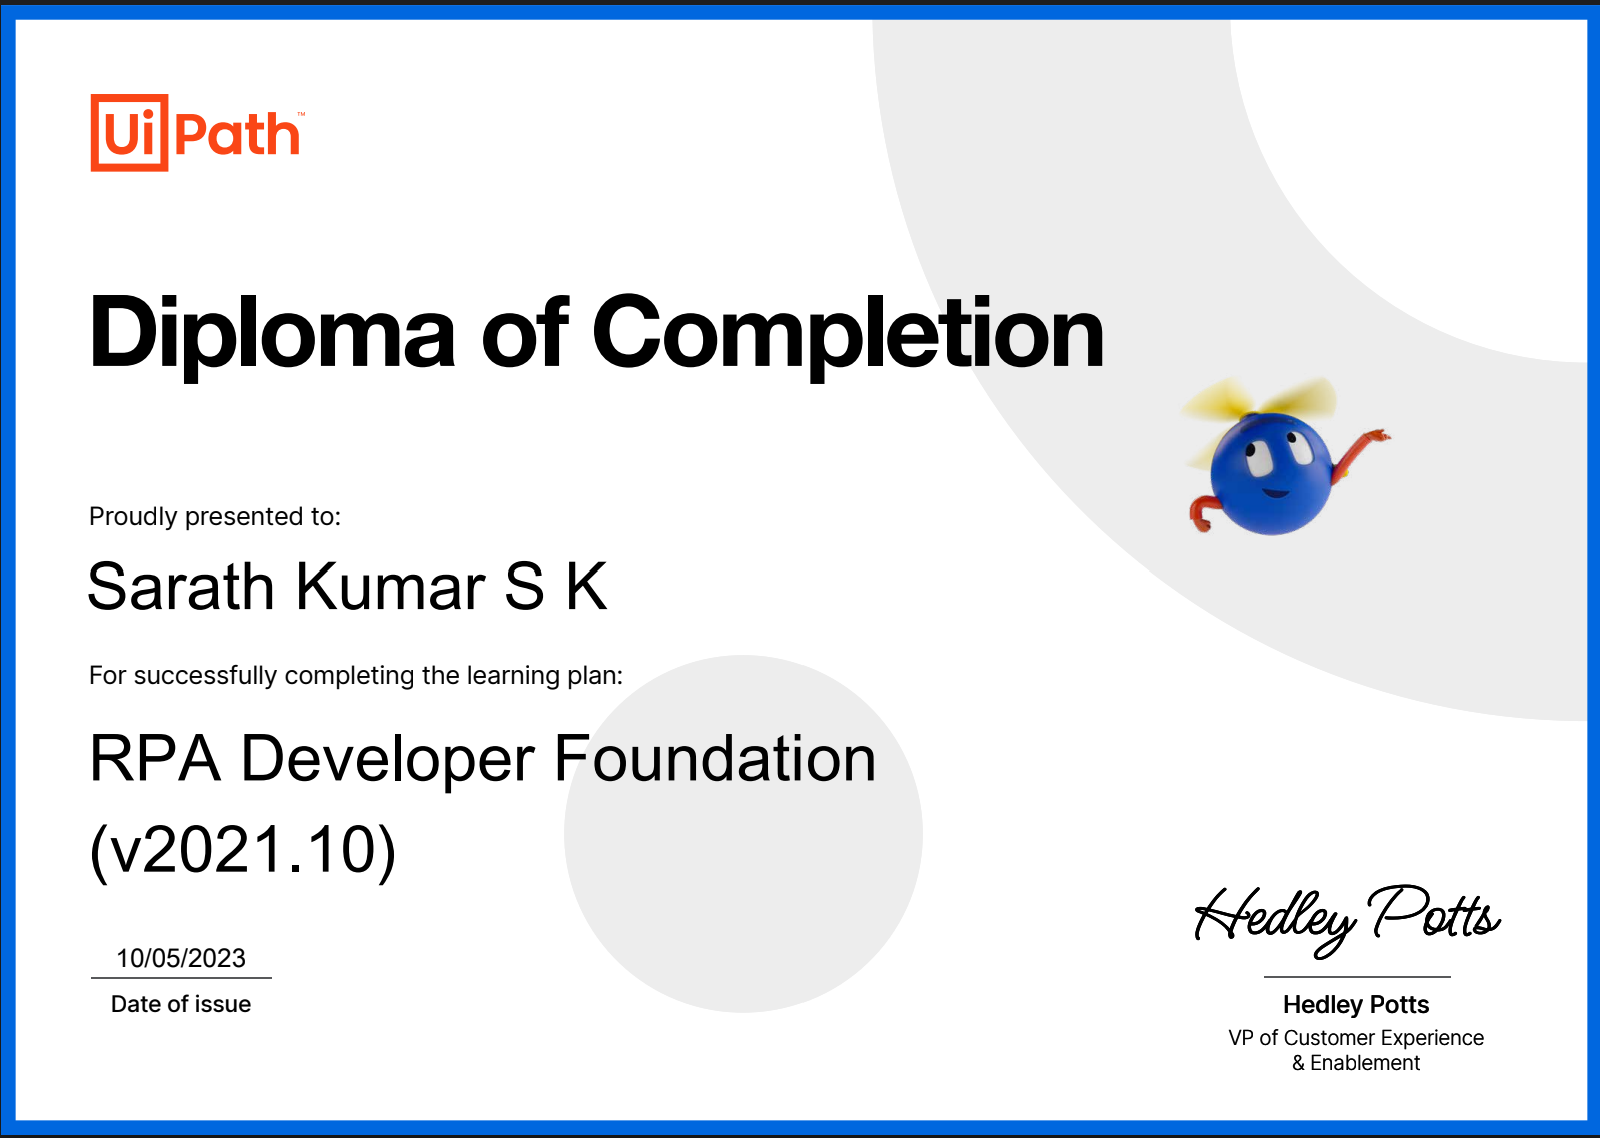 UiPath™
Diploma of Completion
Proudly presented to:
Sarath Kumar S K
For successfully completing the learning plan:
RPA Developer Foundation
(v2021.10)
10/05/2023
Date of issue
Hedley Potts
Hedley Potts
VP of Customer Experience
& Enablement